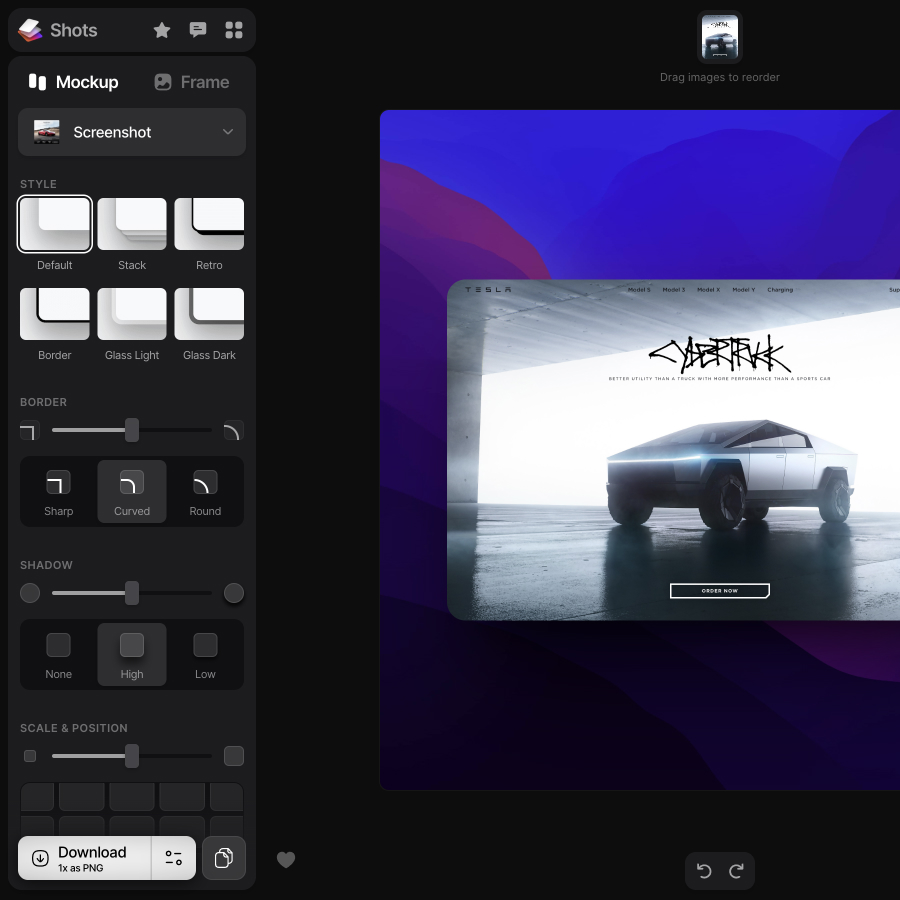 Shots
Mockup
Frame
Screenshot
STYLE
Default
Stack
Retro
Border
Glass Light
Glass Dark
BORDER
Sharp
Curved
Round
SHADOW
None
High
Low
SCALE & POSITION
Download
1x as PNG
Drag images to reorder
TESLA
Model S Model 3 Model X Model Y Charging Sup
CYBERTRUCK
BETTER UTILITY THAN A TRUCK WITH MORE PERFORMANCE THAN A SPORTS CAR
ORDER NOW